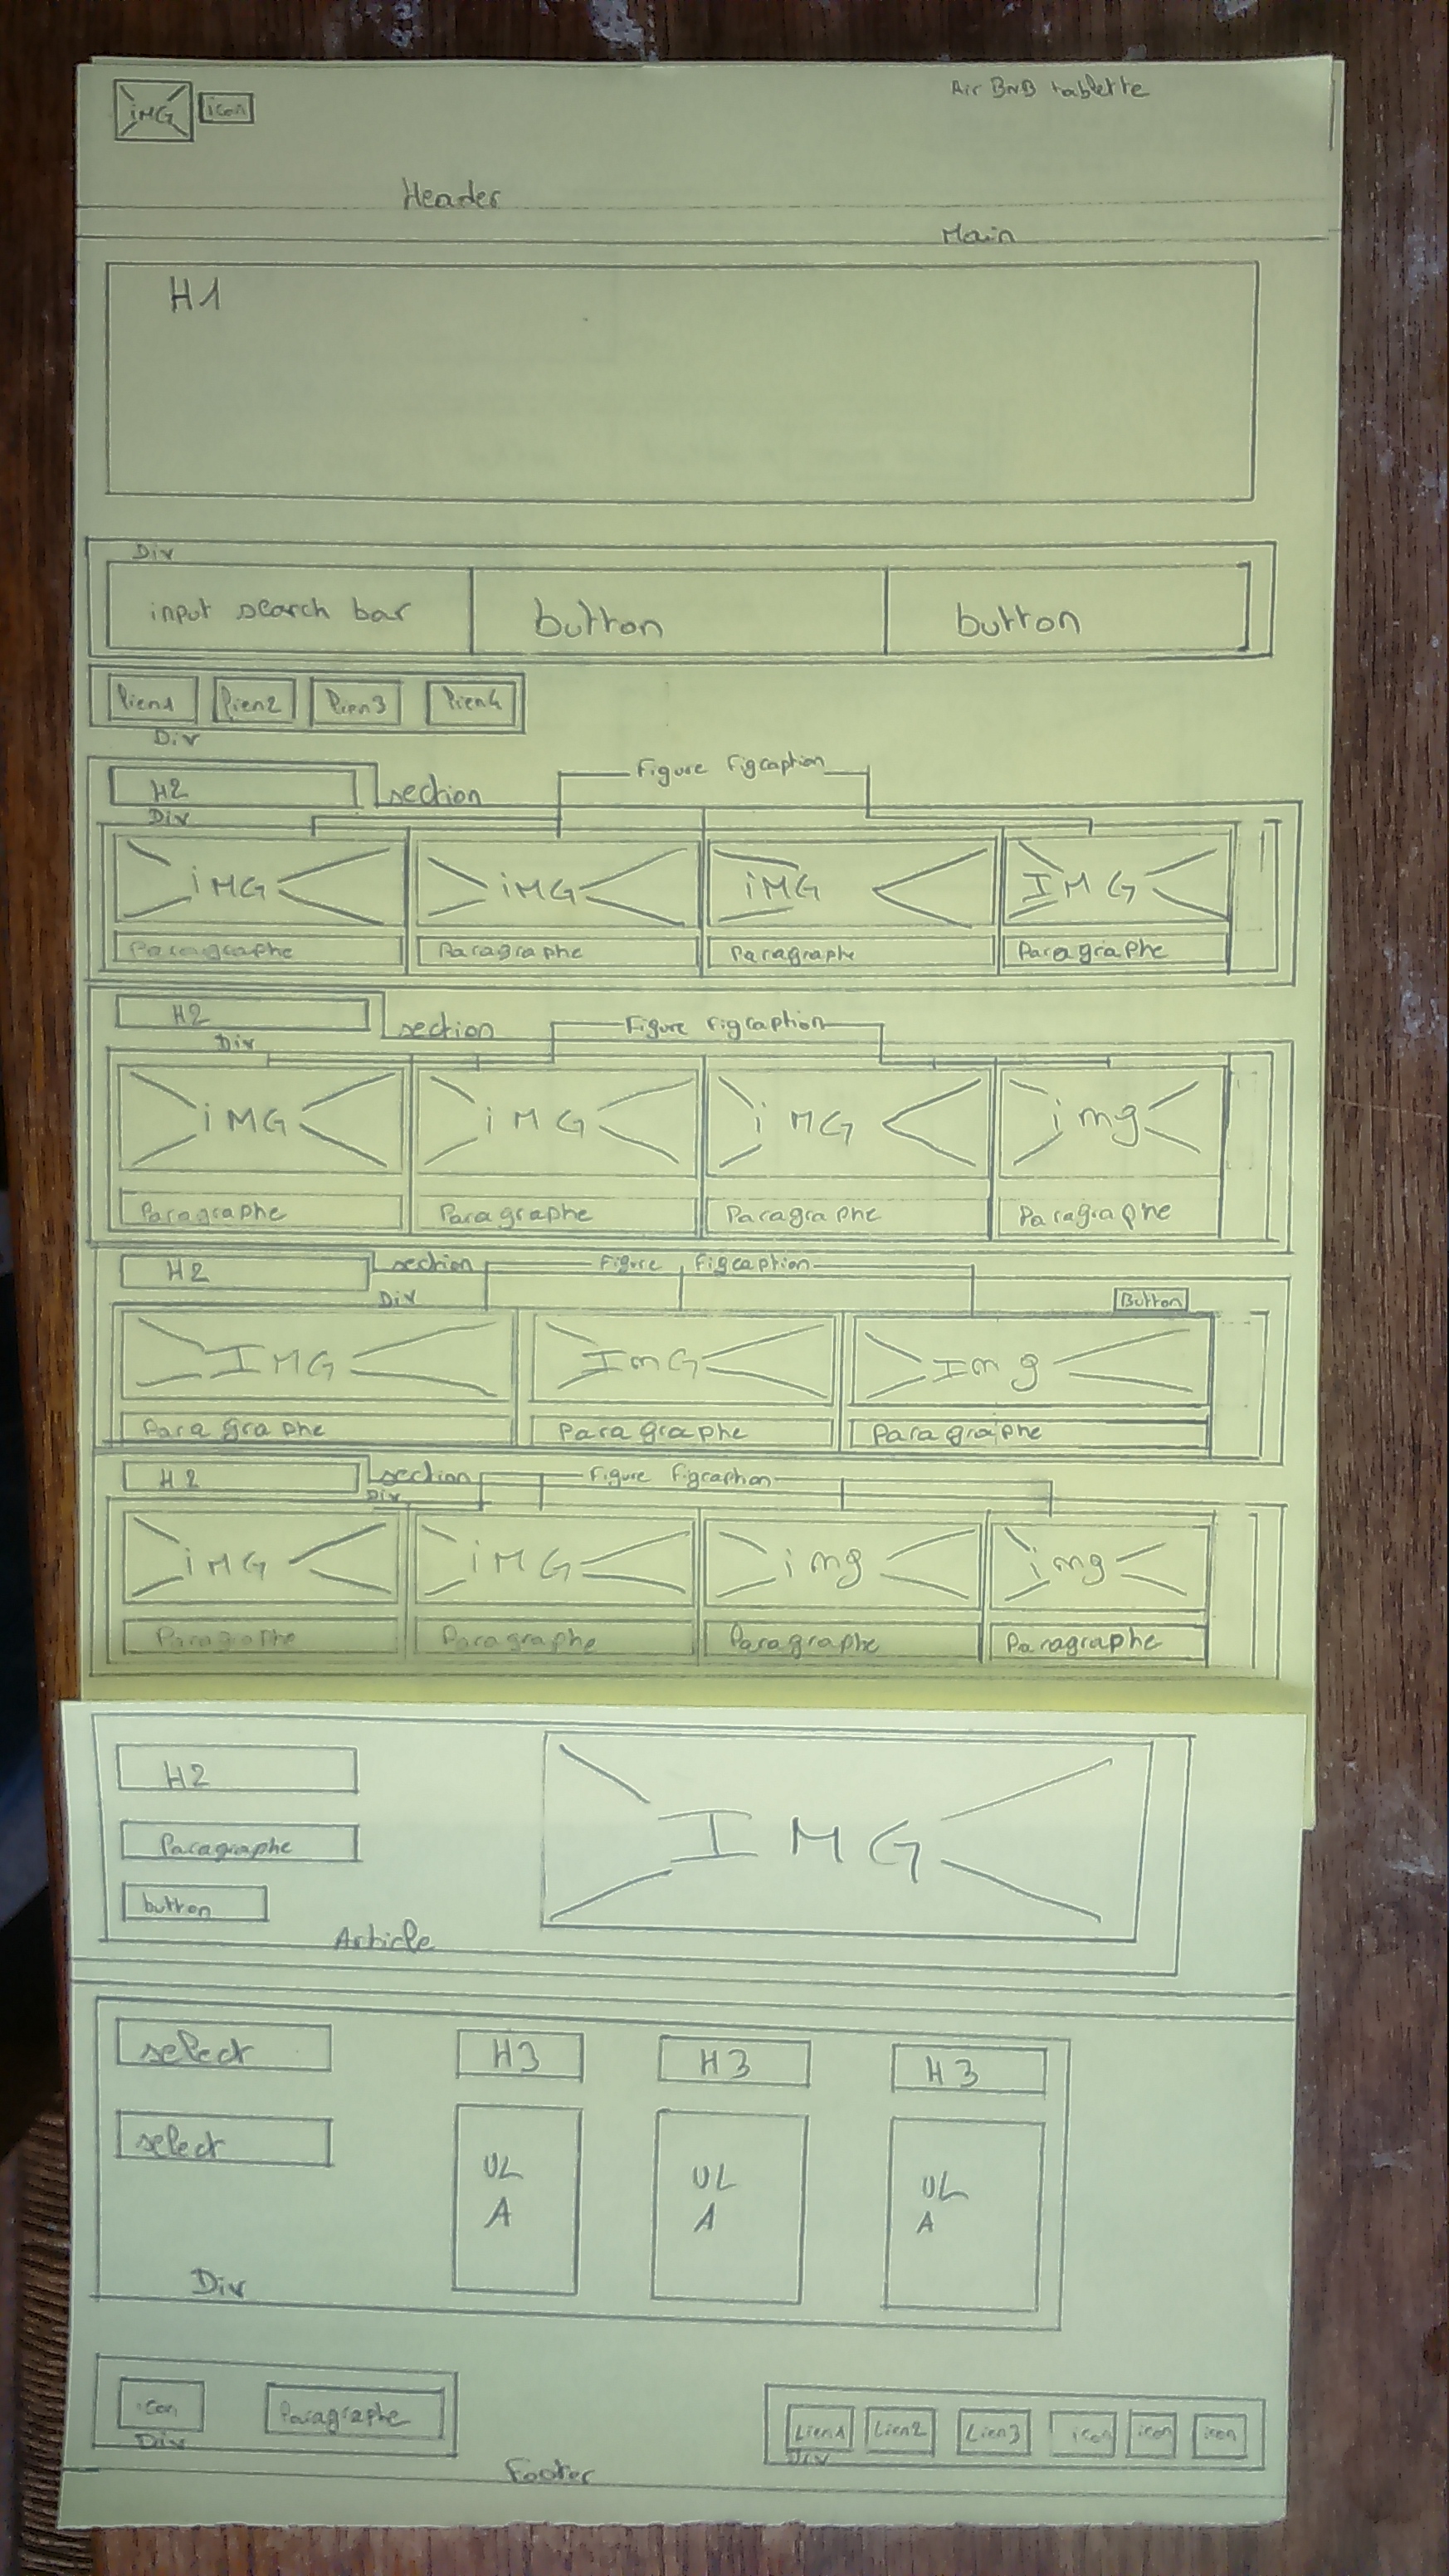 Air BNB tablette
iMG icon
Header
Main
H1
Div
input search bar button button
lien1 lien2 lien3 lien4
Div
Figure Figcaption
H2 section
Div
iMG iMG iMG IMG
Paragraphe Paragraphe Paragraphe Paragraphe
H2 section Figure Figcaption
Div
iMG iMG iMG img
Paragraphe Paragraphe Paragraphe Paragraphe
H2 section Figure Figcaption
Div Button
IMG ImG Img
Paragraphe Paragraphe Paragraphe
H2 section Figure Figcaption
Div
iMG iMG img img
Paragraphe Paragraphe Paragraphe Paragraphe
H2
Paragraphe
IMG
button
Article
select H3 H3 H3
select
UL UL UL
A A A
Div
icon Paragraphe
Div
Lien1 Lien2 Lien3 icon icon icon
Div
Footer